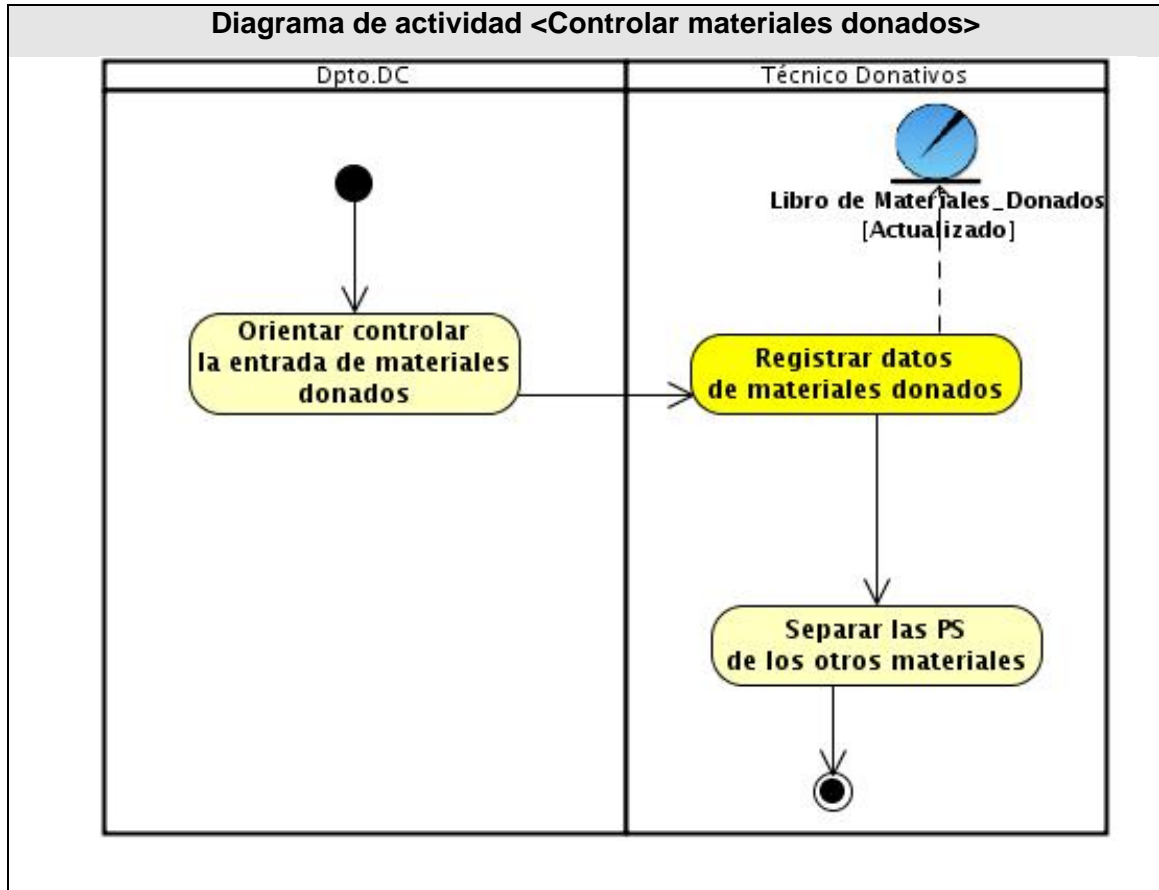 Diagrama de actividad <Controlar materiales donados>
Dpto.DC
Técnico Donativos
Libro de Materiales_Donados
[Actualizado]
Orientar controlar
la entrada de materiales
donados
Registrar datos
de materiales donados
Separar las PS
de los otros materiales